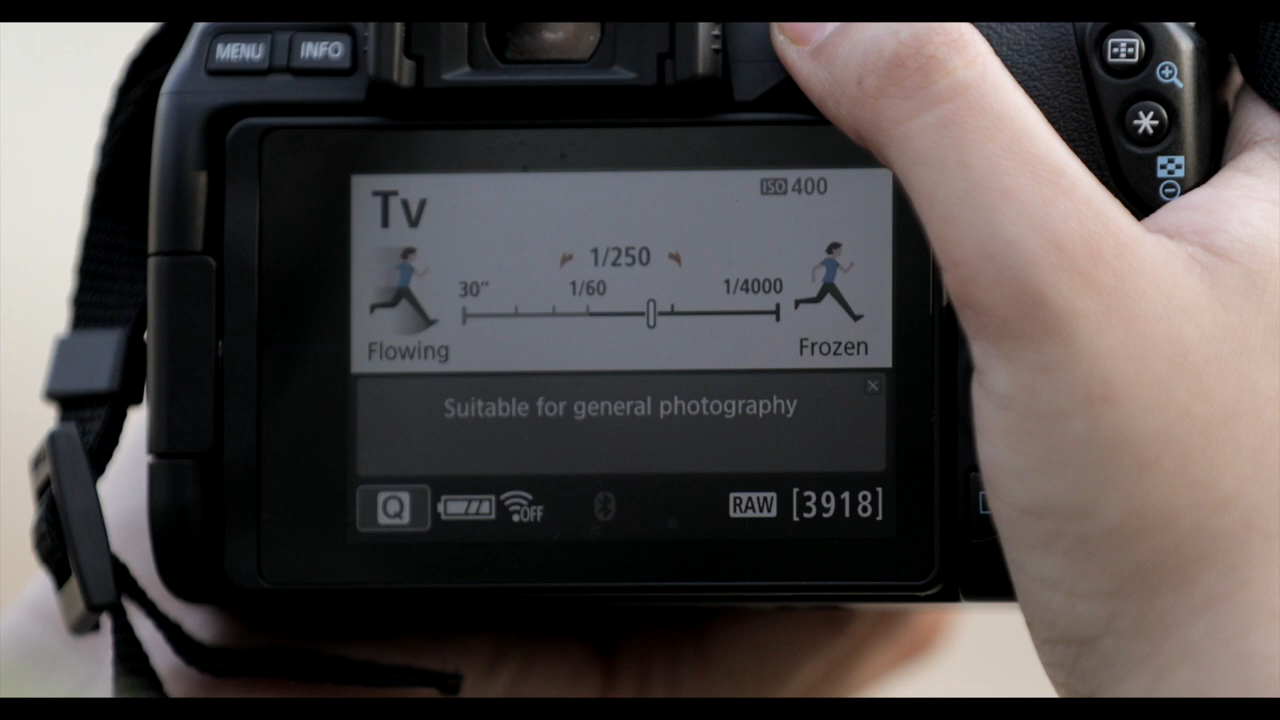 MENU INFO
Tv
ISO 400
1/250
30" 1/60 1/4000
Flowing Frozen
Suitable for general photography
Q OFF RAW [3918]